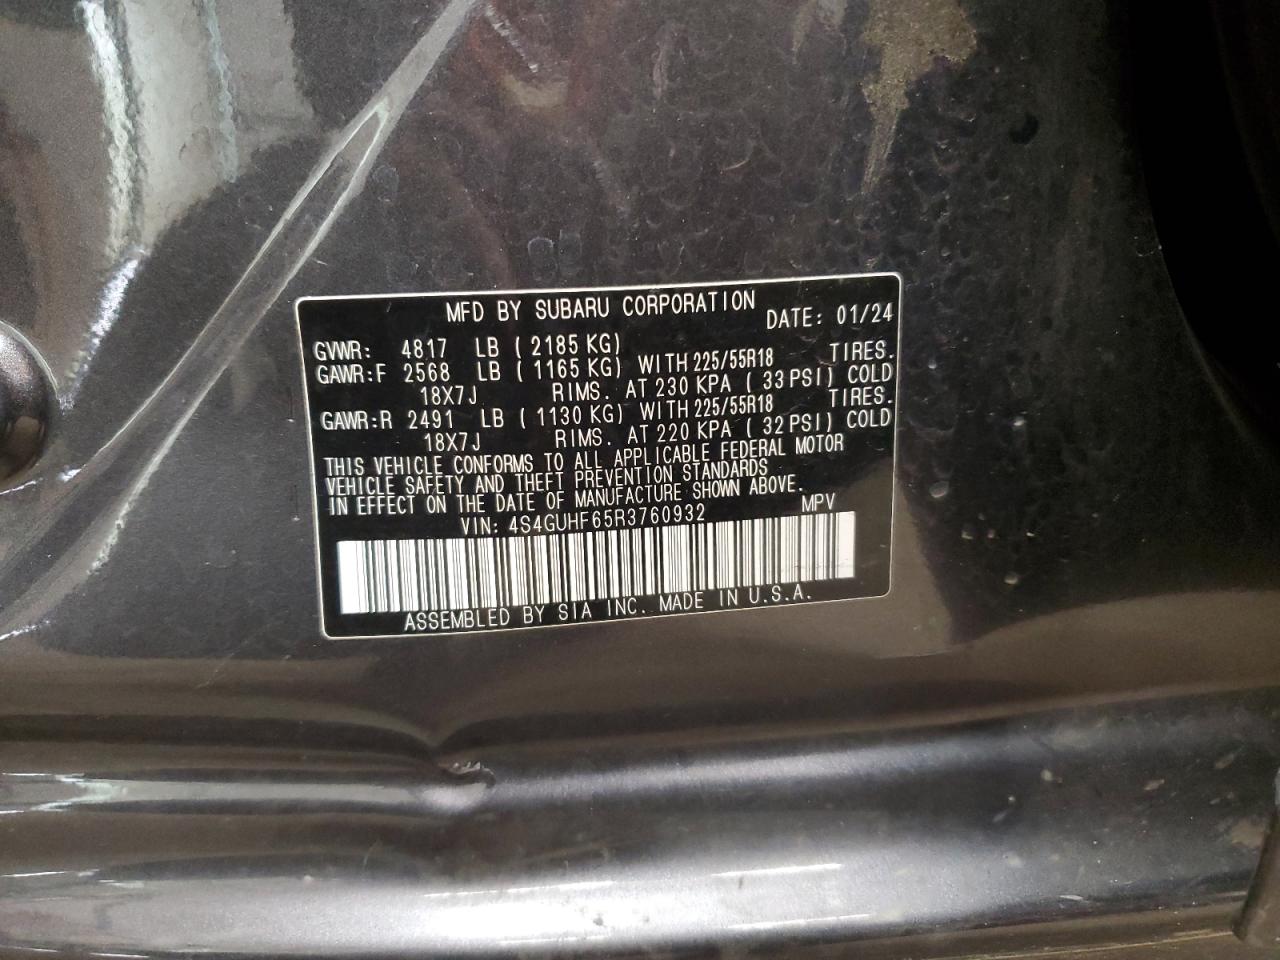 MFD BY SUBARU CORPORATION
DATE: 01/24
GVWR: 4817 LB ( 2185 KG)
GAWR:F 2568 LB ( 1165 KG) WITH 225/55R18 TIRES.
18X7J RIMS. AT 230 KPA ( 33 PSI) COLD
GAWR:R 2491 LB ( 1130 KG) WITH 225/55R18 TIRES.
18X7J RIMS. AT 220 KPA ( 32 PSI) COLD
THIS VEHICLE CONFORMS TO ALL APPLICABLE FEDERAL MOTOR
VEHICLE SAFETY AND THEFT PREVENTION STANDARDS
IN EFFECT ON THE DATE OF MANUFACTURE SHOWN ABOVE.
VIN: 4S4GUHF65R3760932 MPV
ASSEMBLED BY SIA INC. MADE IN U.S.A.